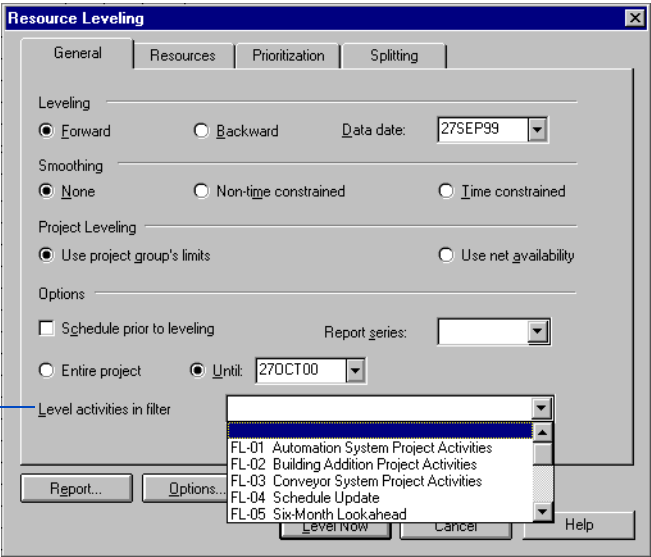 Resource Leveling
General Resources Prioritization Splitting
Leveling
Forward Backward Data date: 27SEP99
Smoothing
None Non-time constrained Time constrained
Project Leveling
Use project group's limits Use net availability
Options
Schedule prior to leveling Report series:
Entire project Until: 27OCT00
Level activities in filter
FL-01 Automation System Project Activities
FL-02 Building Addition Project Activities
FL-03 Conveyor System Project Activities
FL-04 Schedule Update
FL-05 Six-Month Lookahead
Report... Options... Level Now Cancel Help